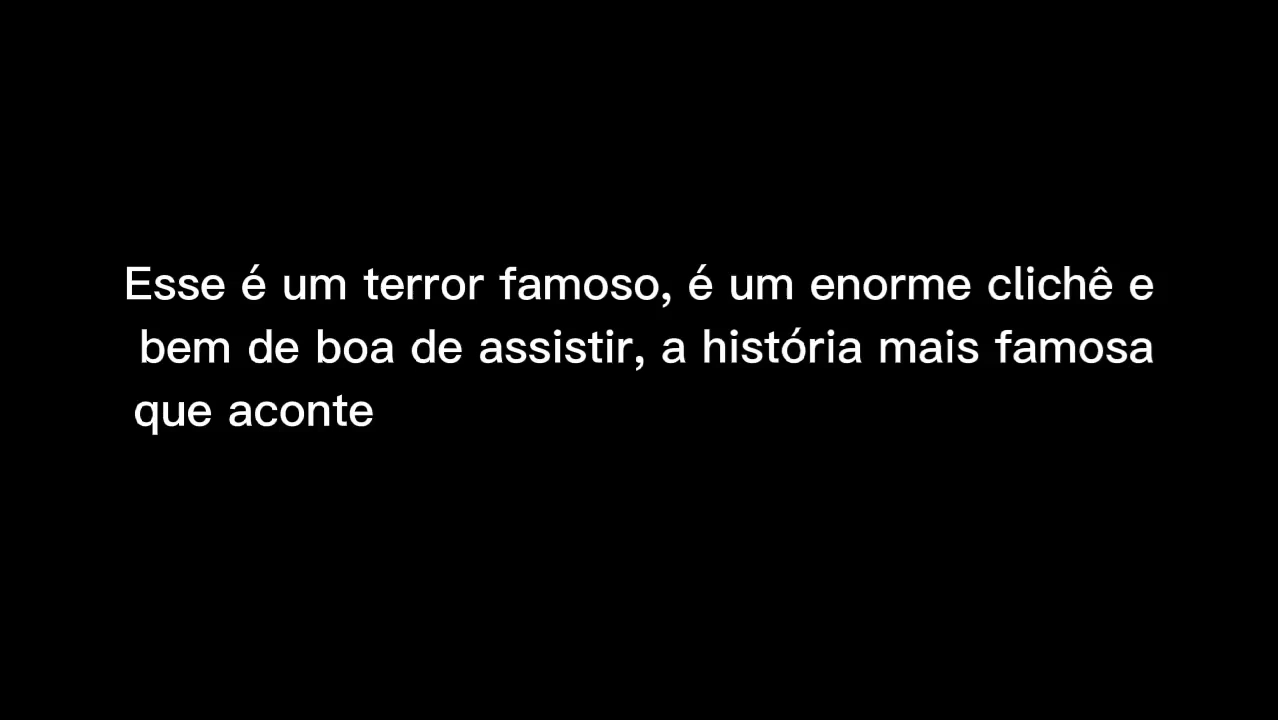 Esse é um terror famoso, é um enorme clichê e
bem de boa de assistir, a história mais famosa
que aconte